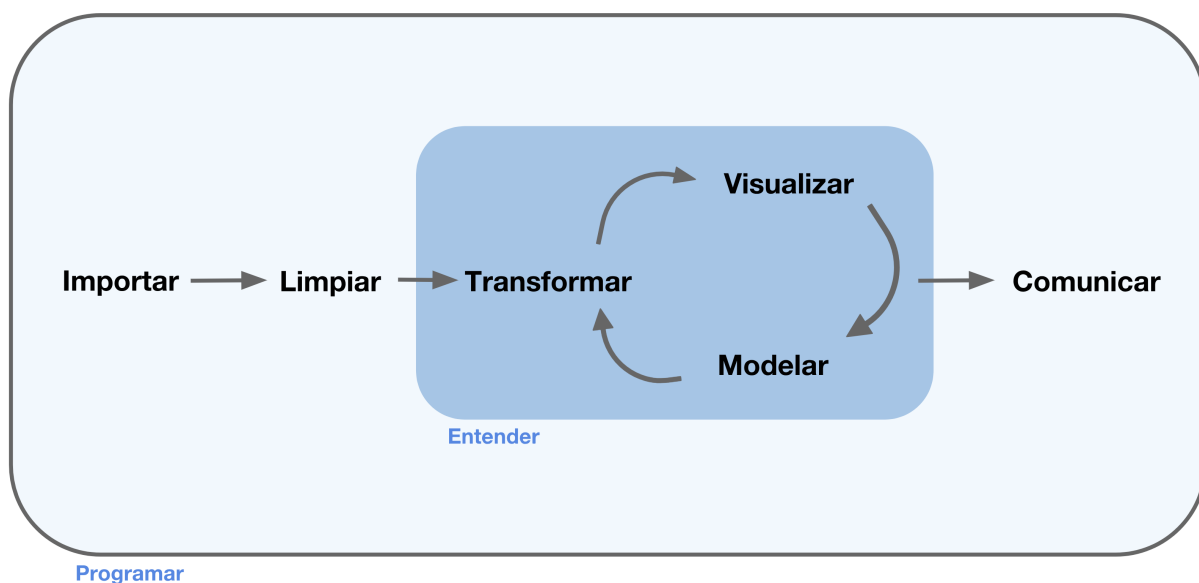 Visualizar
Importar
Limpiar
Transformar
Comunicar
Modelar
Entender
Programar